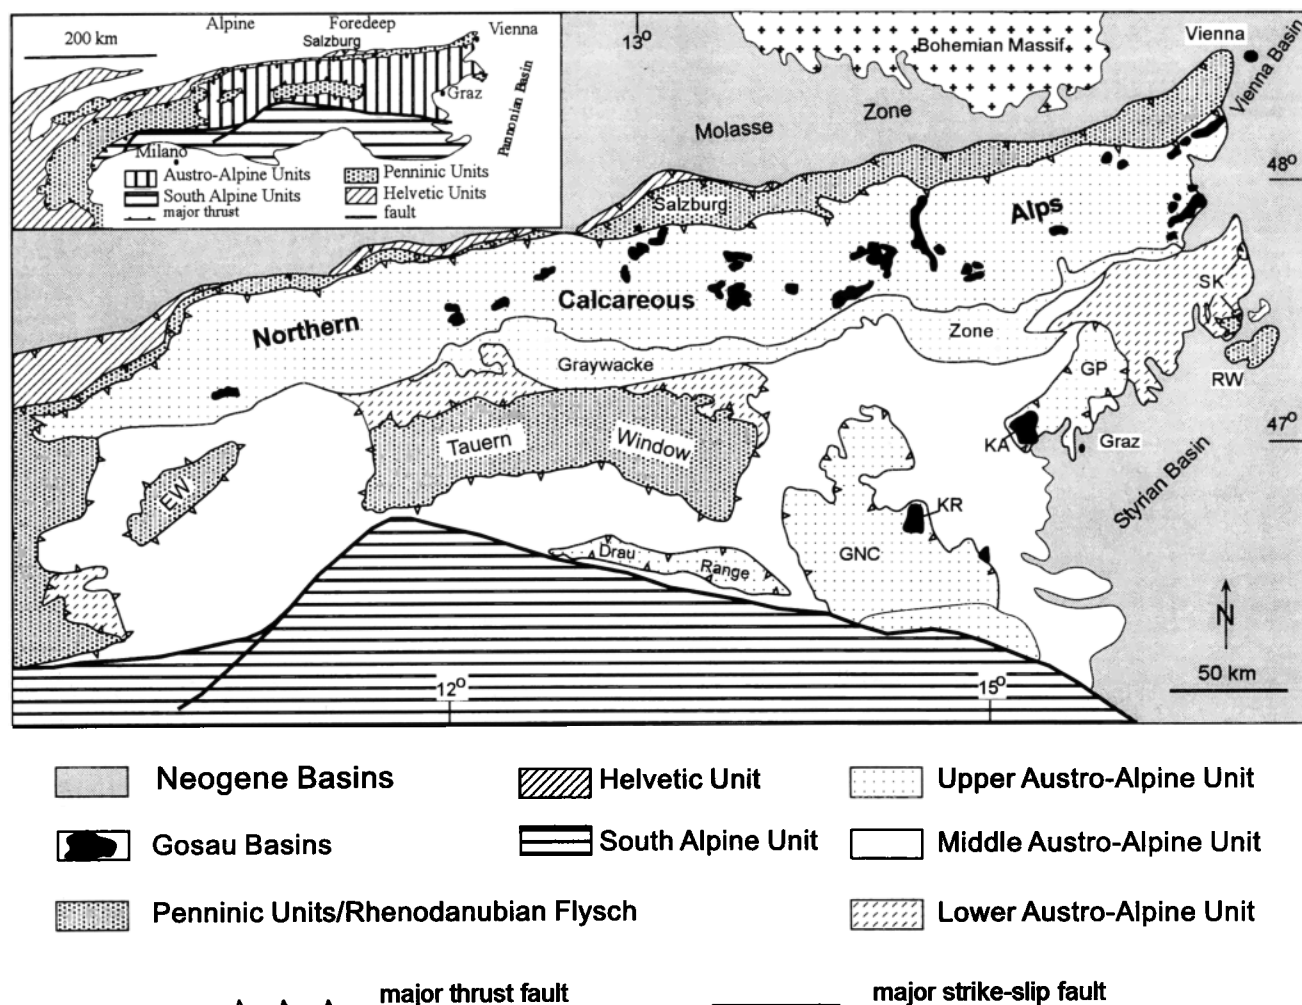 Alpine Foredeep
Vienna
200 km
Salzburg
Graz
Pannonian Basin
Milano
Austro-Alpine Units
Penninic Units
South Alpine Units
Helvetic Units
major thrust
fault
13°
Bohemian Massif
Vienna
Vienna Basin
Molasse Zone
48°
Salzburg
Alps
Calcareous
Northern
SK
Zone
Graywacke
GP
RW
47°
Tauern Window
KA
Graz
EW
Styrian Basin
KR
Drau Range
GNC
N
50 km
12°
15°
Neogene Basins
Helvetic Unit
Upper Austro-Alpine Unit
Gosau Basins
South Alpine Unit
Middle Austro-Alpine Unit
Penninic Units/Rhenodanubian Flysch
Lower Austro-Alpine Unit
major thrust fault
major strike-slip fault